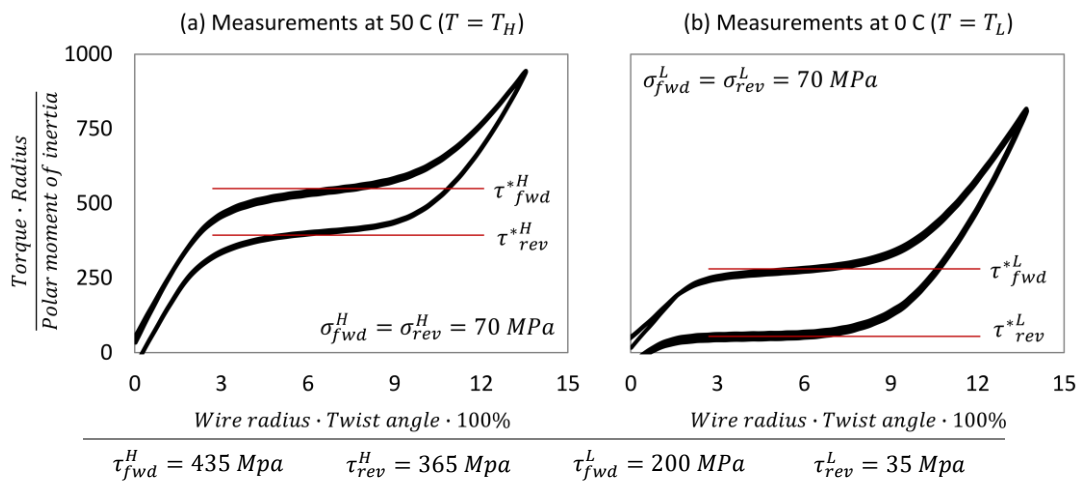 (a) Measurements at 50 C (T = T_H)
(b) Measurements at 0 C (T = T_L)
Torque · Radius
Polar moment of inertia
1000
750
500
250
0
τ*^H_fwd
τ*^H_rev
σ^H_fwd = σ^H_rev = 70 MPa
0 3 6 9 12 15
Wire radius · Twist angle · 100%
σ^L_fwd = σ^L_rev = 70 MPa
τ*^L_fwd
τ*^L_rev
0 3 6 9 12 15
Wire radius · Twist angle · 100%
τ^H_fwd = 435 Mpa τ^H_rev = 365 Mpa τ^L_fwd = 200 MPa τ^L_rev = 35 Mpa